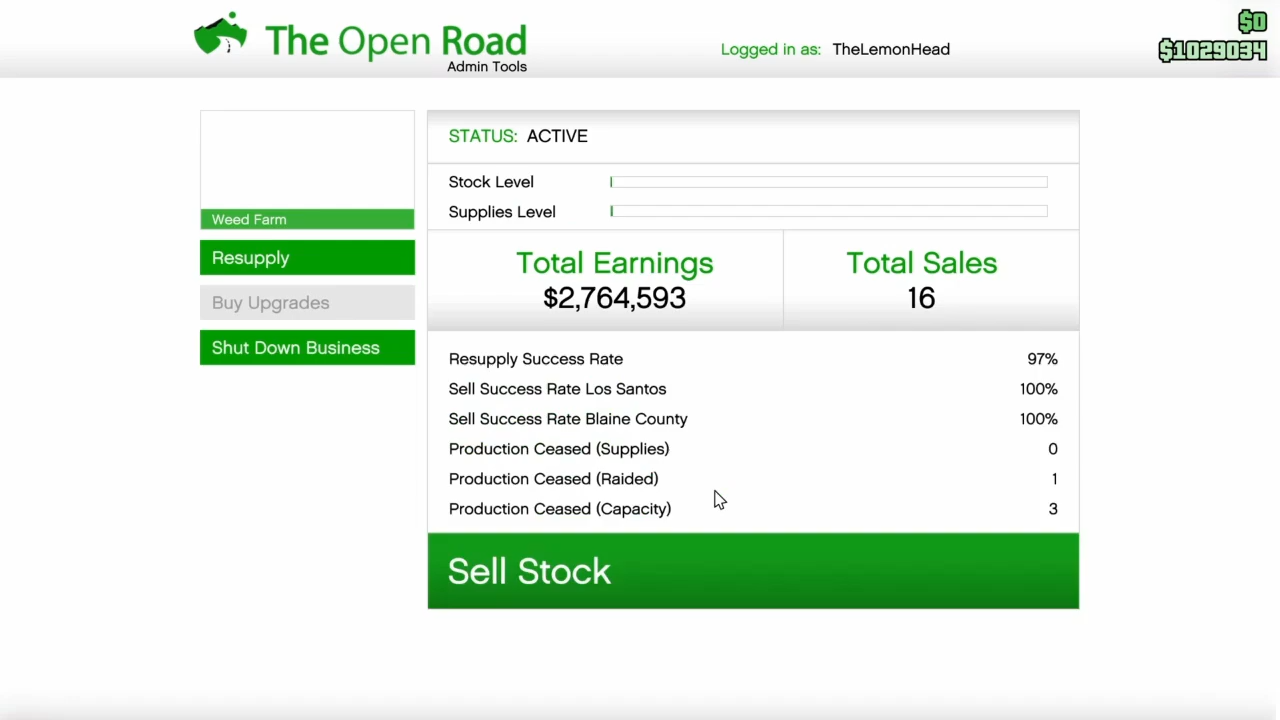 The Open Road
Admin Tools
Logged in as: TheLemonHead
$0
$1029034
Weed Farm
Resupply
Buy Upgrades
Shut Down Business
STATUS: ACTIVE
Stock Level
Supplies Level
Total Earnings
$2,764,593
Total Sales
16
Resupply Success Rate 97%
Sell Success Rate Los Santos 100%
Sell Success Rate Blaine County 100%
Production Ceased (Supplies) 0
Production Ceased (Raided) 1
Production Ceased (Capacity) 3
Sell Stock